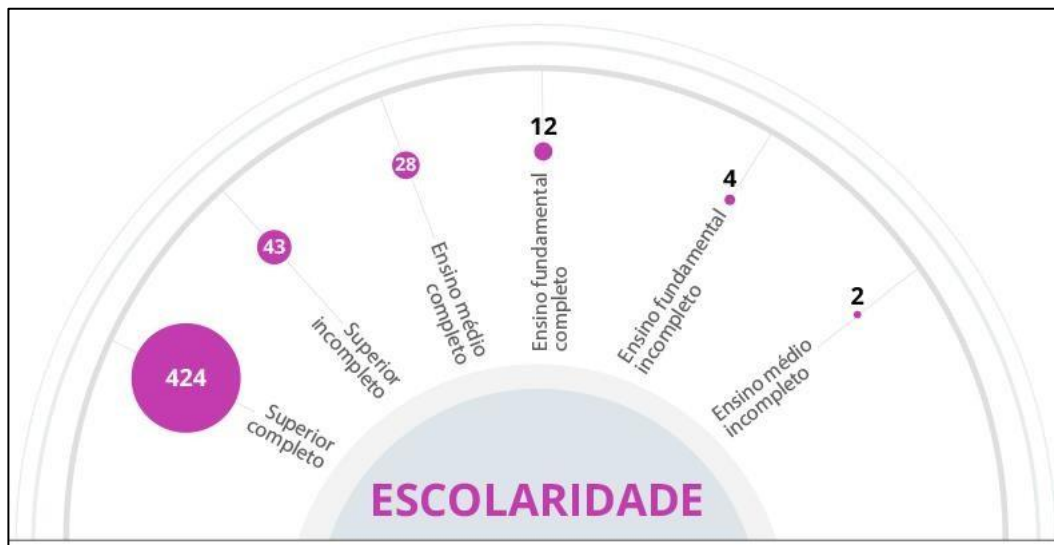 424
Superior
completo
43
Superior
incompleto
28
Ensino médio
completo
12
Ensino fundamental
completo
4
Ensino fundamental
incompleto
2
Ensino médio
incompleto
ESCOLARIDADE